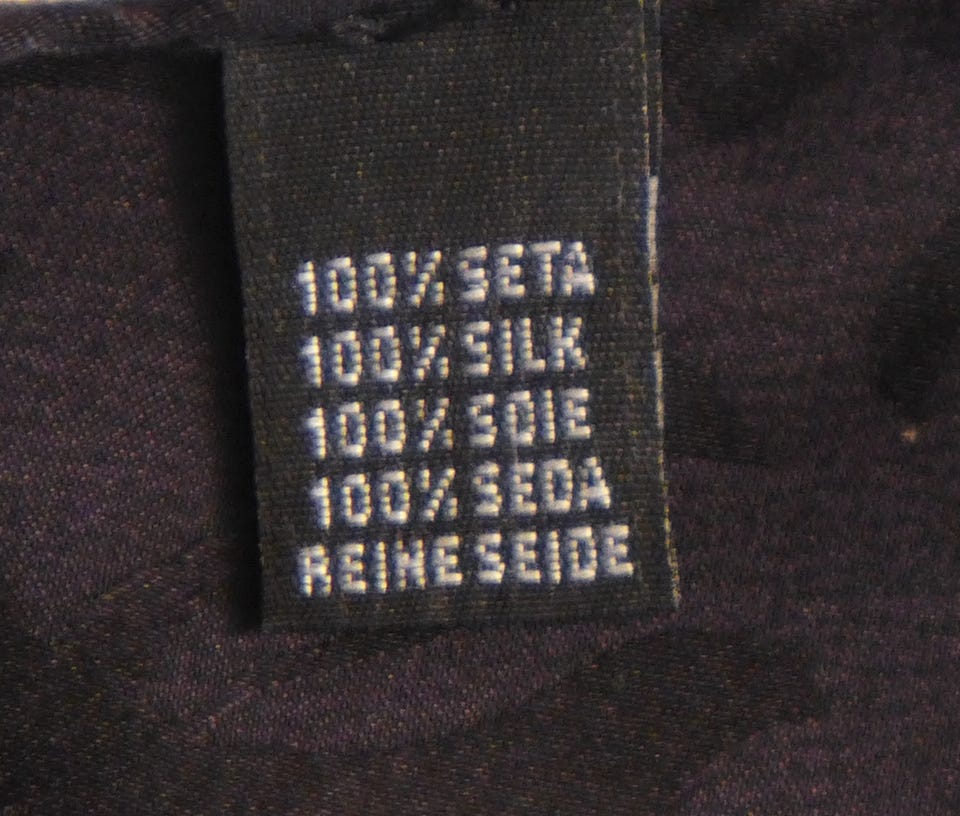 100% SETA
100% SILK
100% SOIE
100% SEDA
REINE SEIDE